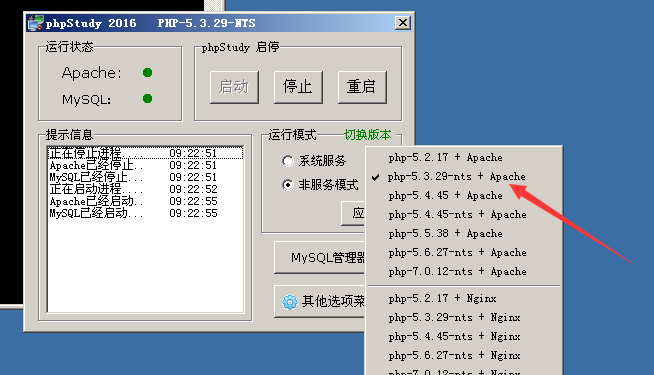 phpStudy 2016 PHP-5.3.29-NTS
运行状态
Apache:
MySQL:
phpStudy 启停
启动 停止 重启
提示信息
正在停止进程... 09:22:51
Apache已经停止.. 09:22:51
MySQL已经停止... 09:22:51
正在启动进程.... 09:22:52
Apache已经启动.. 09:22:55
MySQL已经启动... 09:22:55
运行模式 切换版本
系统服务
非服务模式
应
MySQL管理器
其他选项菜
php-5.2.17 + Apache
php-5.3.29-nts + Apache
php-5.4.45 + Apache
php-5.4.45-nts + Apache
php-5.5.38 + Apache
php-5.6.27-nts + Apache
php-7.0.12-nts + Apache
php-5.2.17 + Nginx
php-5.3.29-nts + Nginx
php-5.4.45-nts + Nginx
php-5.6.27-nts + Nginx
php-7.0.12-nts + Nginx